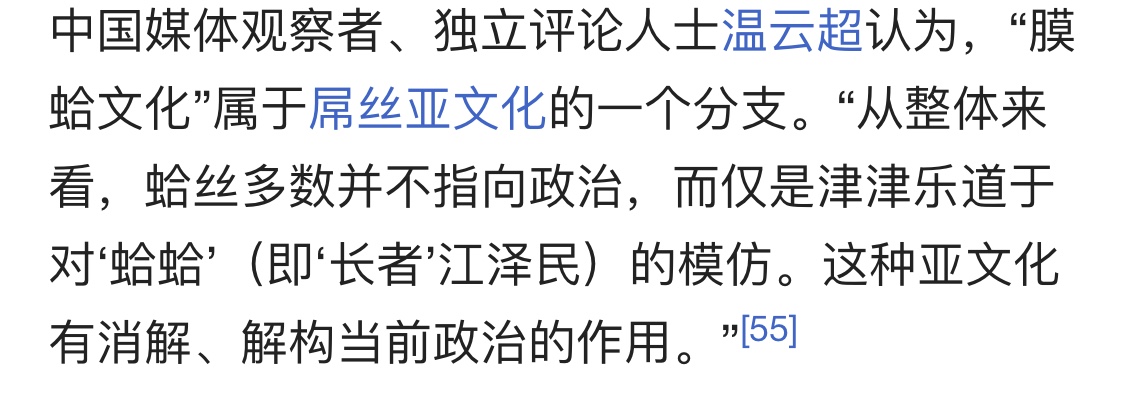 中国媒体观察者、独立评论人士温云超认为，“膜
蛤文化”属于屌丝亚文化的一个分支。“从整体来
看，蛤丝多数并不指向政治，而仅是津津乐道于
对‘蛤蛤’（即‘长者’江泽民）的模仿。这种亚文化
有消解、解构当前政治的作用。”[55]